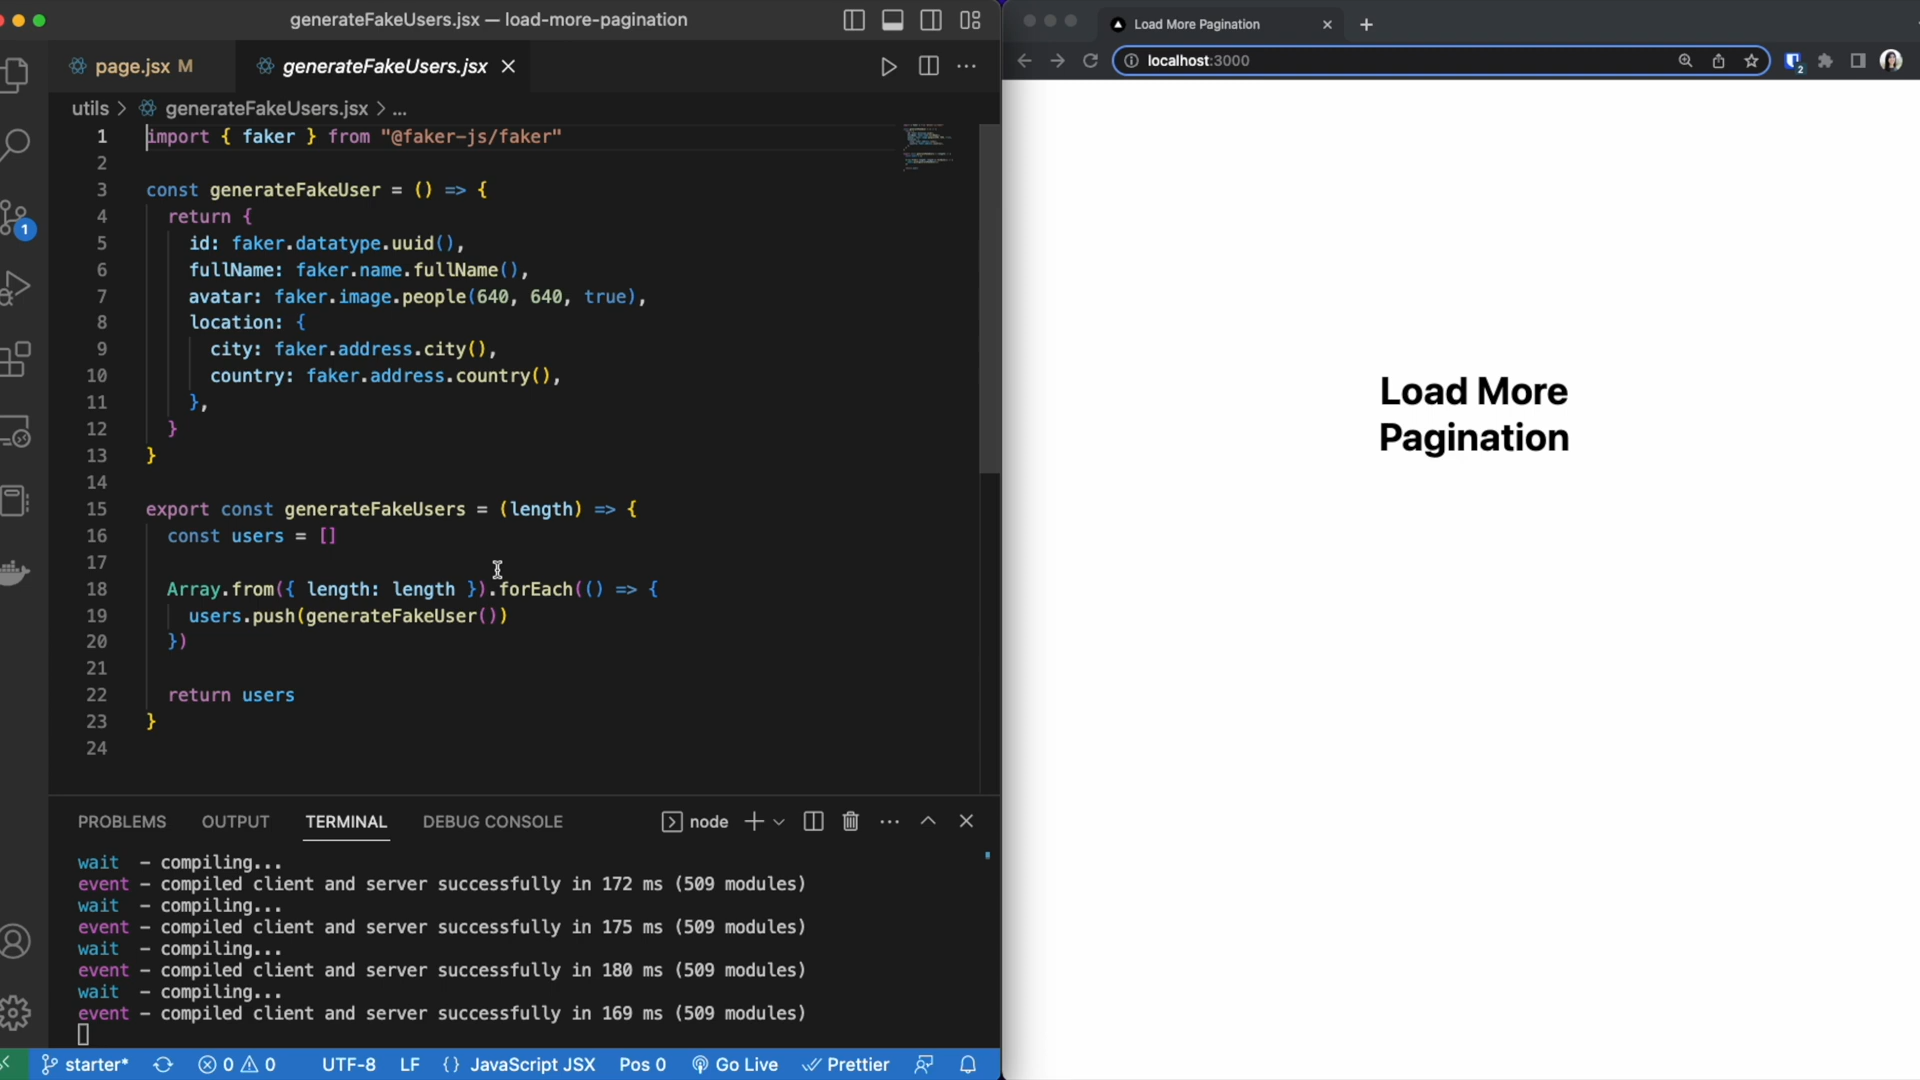 generateFakeUsers.jsx — load-more-pagination
page.jsx M
generateFakeUsers.jsx
utils > generateFakeUsers.jsx > ...
1 import { faker } from "@faker-js/faker"
2
3 const generateFakeUser = () => {
4 return {
5 id: faker.datatype.uuid(),
6 fullName: faker.name.fullName(),
7 avatar: faker.image.people(640, 640, true),
8 location: {
9 city: faker.address.city(),
10 country: faker.address.country(),
11 },
12 }
13 }
14
15 export const generateFakeUsers = (length) => {
16 const users = []
17
18 Array.from({ length: length }).forEach(() => {
19 users.push(generateFakeUser())
20 })
21
22 return users
23 }
24
1
PROBLEMS OUTPUT TERMINAL DEBUG CONSOLE node
wait - compiling...
event - compiled client and server successfully in 172 ms (509 modules)
wait - compiling...
event - compiled client and server successfully in 175 ms (509 modules)
wait - compiling...
event - compiled client and server successfully in 180 ms (509 modules)
wait - compiling...
event - compiled client and server successfully in 169 ms (509 modules)
starter* 0 0 UTF-8 LF {} JavaScript JSX Pos 0 Go Live Prettier
Load More Pagination
localhost:3000
2
Load More
Pagination